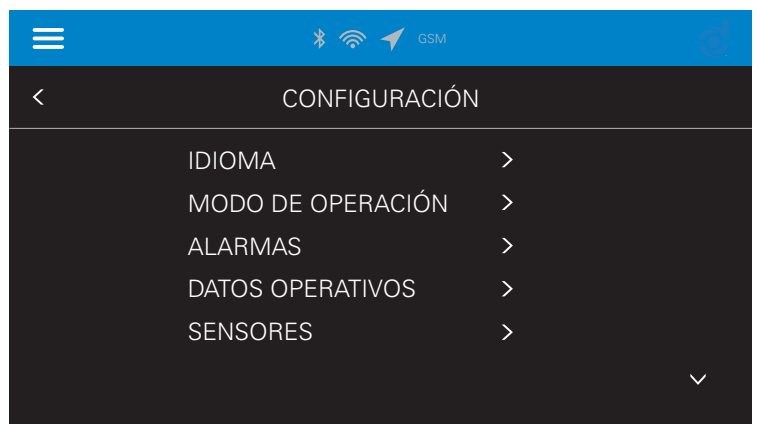 GSM
CONFIGURACIÓN
IDIOMA
MODO DE OPERACIÓN
ALARMAS
DATOS OPERATIVOS
SENSORES